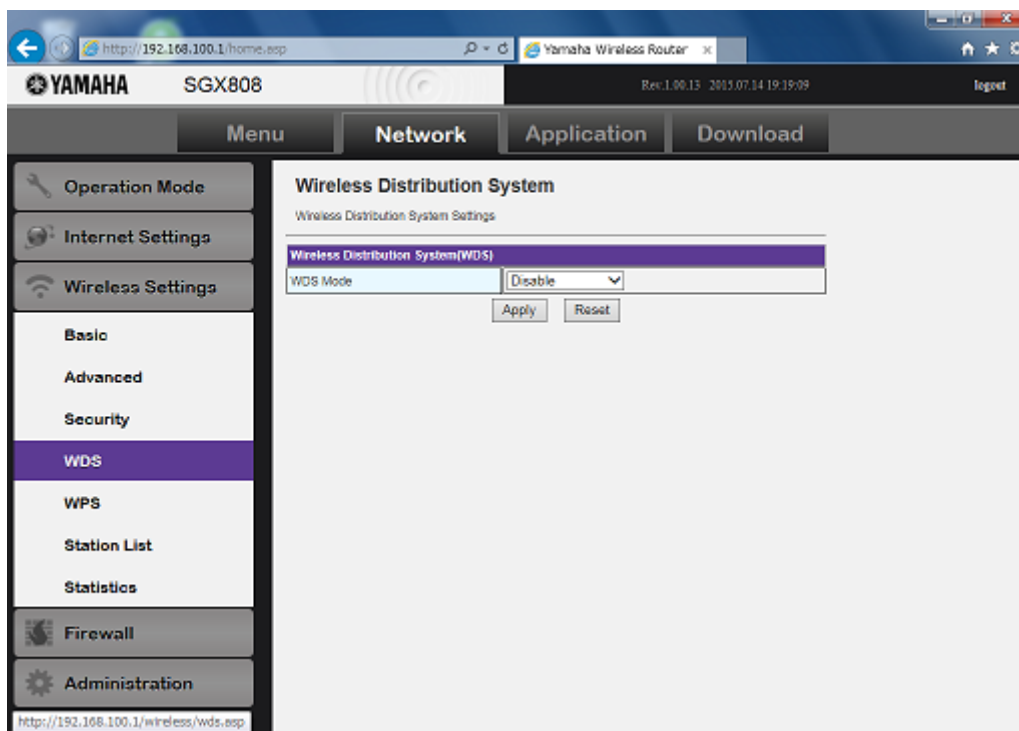 http://192.168.100.1/home.asp
Yamaha Wireless Router
YAMAHA SGX808
Rev.1.00.13 2015.07.14 19:19:09
logout
Menu
Network
Application
Download
Operation Mode
Internet Settings
Wireless Settings
Basic
Advanced
Security
WDS
WPS
Station List
Statistics
Firewall
Administration
http://192.168.100.1/wireless/wds.asp
Wireless Distribution System
Wireless Distribution System Settings
Wireless Distribution System(WDS)
WDS Mode
Disable
Apply
Reset